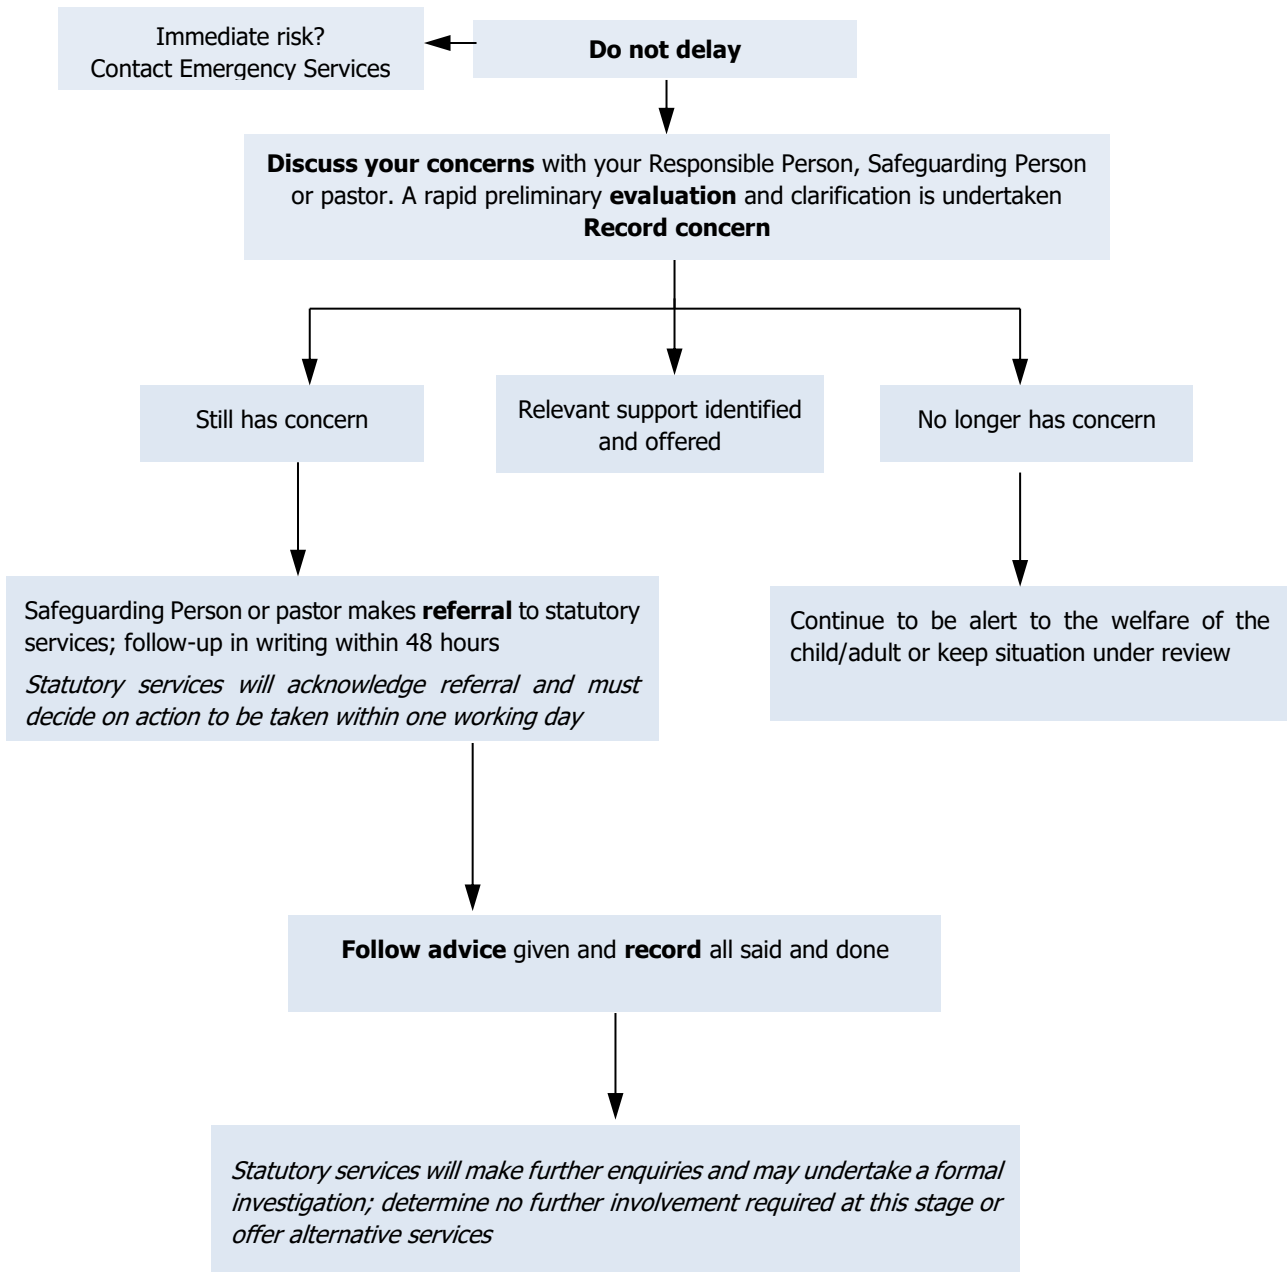 Immediate risk?
Contact Emergency Services
Do not delay
Discuss your concerns with your Responsible Person, Safeguarding Person
or pastor. A rapid preliminary evaluation and clarification is undertaken
Record concern
Still has concern
Relevant support identified
and offered
No longer has concern
Safeguarding Person or pastor makes referral to statutory
services; follow-up in writing within 48 hours
Statutory services will acknowledge referral and must
decide on action to be taken within one working day
Continue to be alert to the welfare of the
child/adult or keep situation under review
Follow advice given and record all said and done
Statutory services will make further enquiries and may undertake a formal
investigation; determine no further involvement required at this stage or
offer alternative services